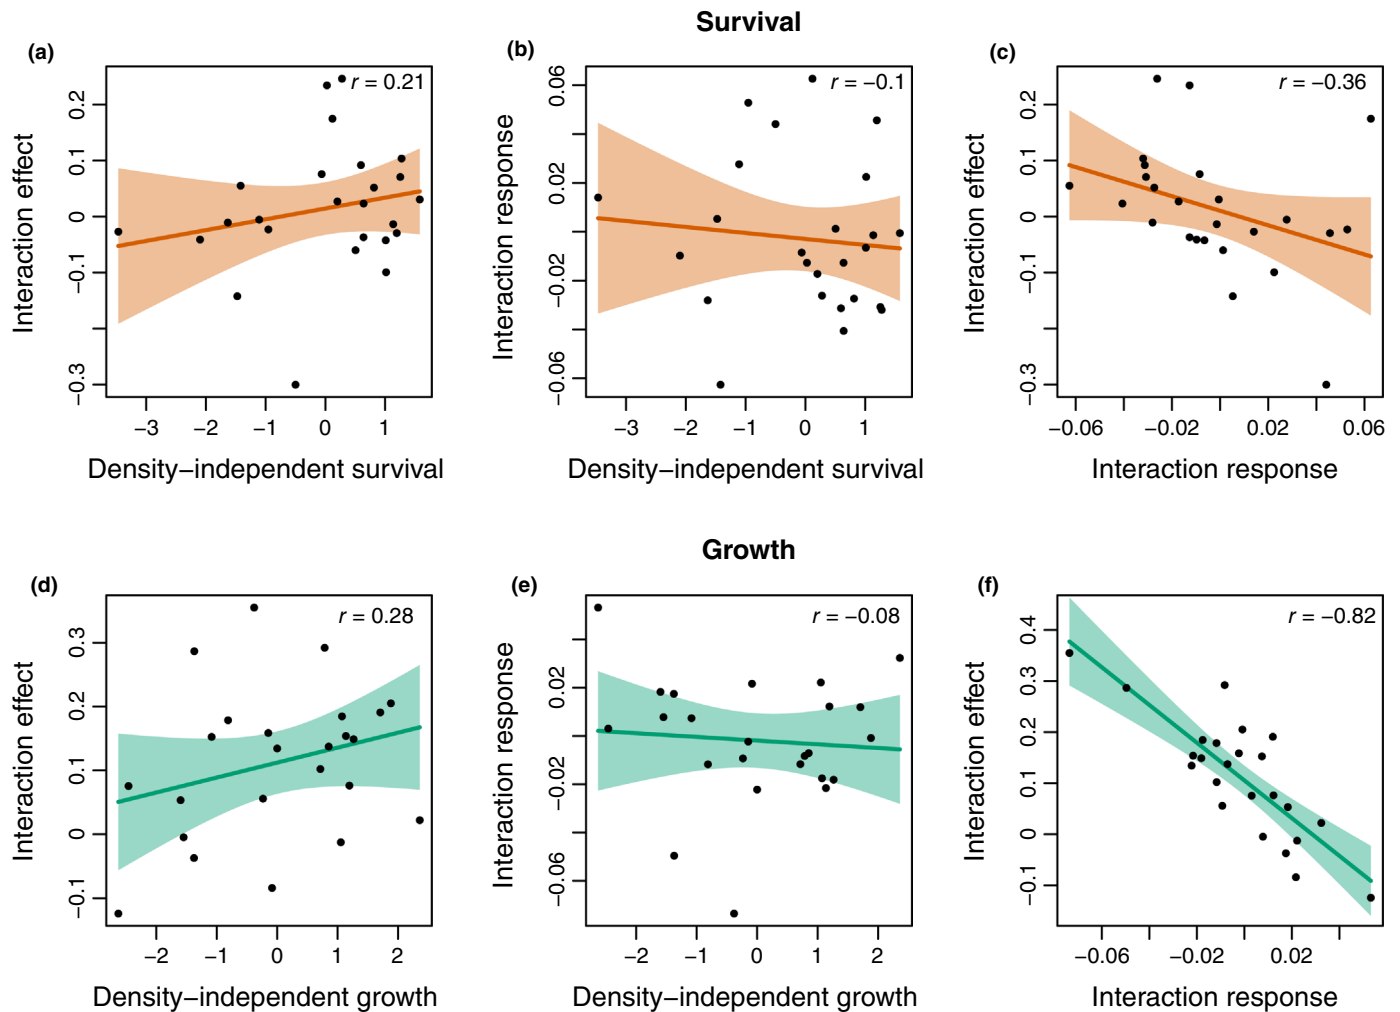 Survival
(a)
r = 0.21
Interaction effect
0.2
0.1
0
−0.1
−0.3
−3 −2 −1 0 1
Density−independent survival
(b)
r = −0.1
Interaction response
0.06
0.02
−0.02
−0.06
−3 −2 −1 0 1
Density−independent survival
(c)
r = −0.36
Interaction effect
0.2
0.1
0
−0.1
−0.3
−0.06 −0.02 0.02 0.06
Interaction response
Growth
(d)
r = 0.28
Interaction effect
0.3
0.2
0.1
0
−0.1
−2 −1 0 1 2
Density−independent growth
(e)
r = −0.08
Interaction response
0.02
−0.02
−0.06
−2 −1 0 1 2
Density−independent growth
(f)
r = −0.82
Interaction effect
0.4
0.3
0.2
0.1
0
−0.1
−0.06 −0.02 0.02
Interaction response